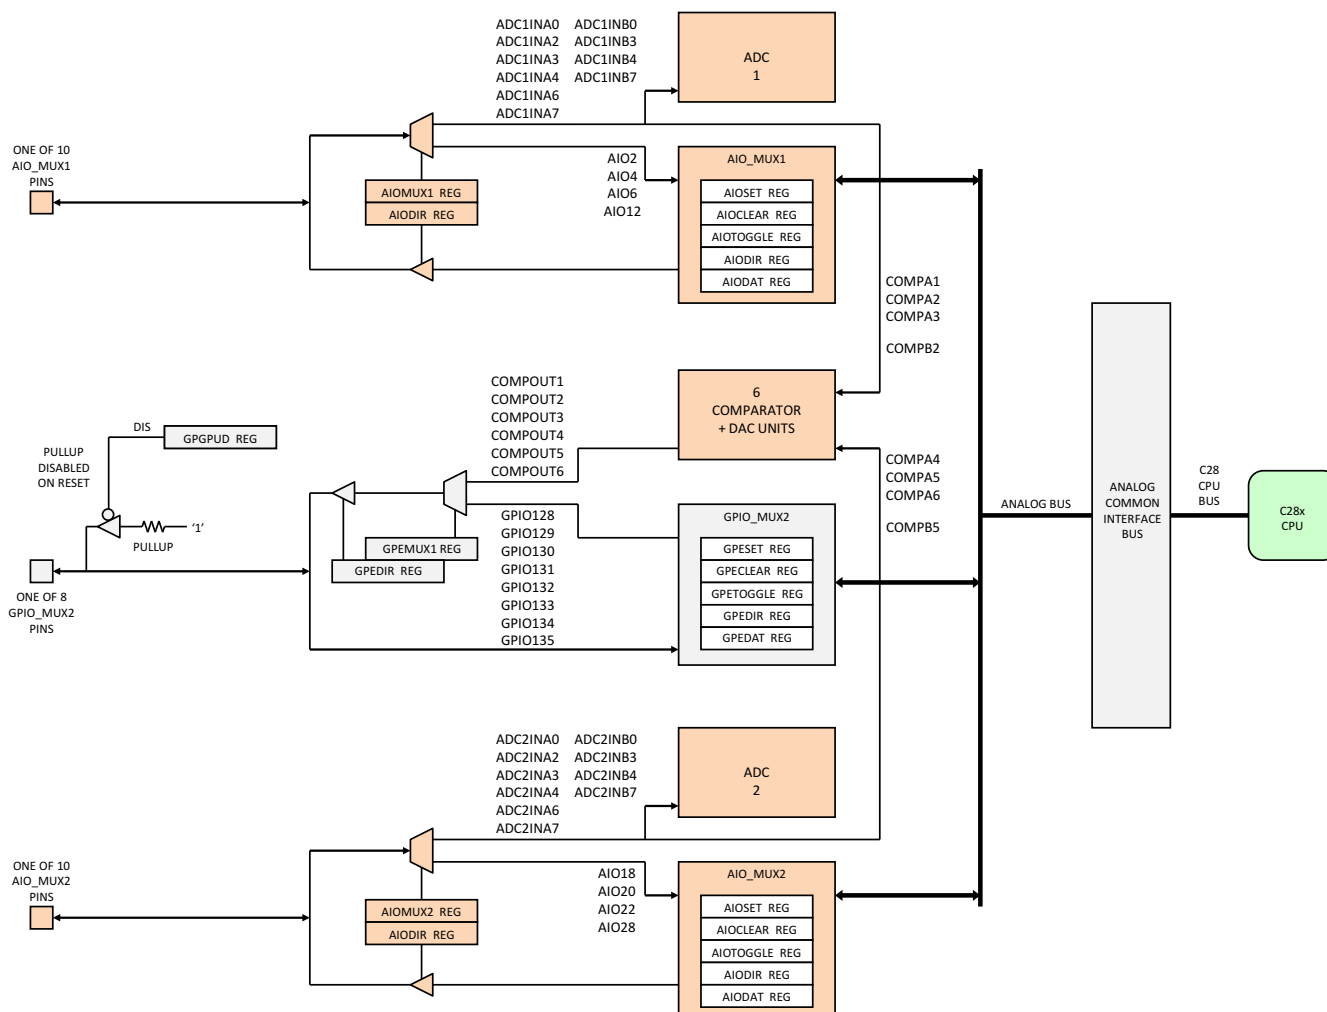 ADC1INA0 ADC1INB0
ADC1INA2 ADC1INB3
ADC1INA3 ADC1INB4
ADC1INA4 ADC1INB7
ADC1INA6
ADC1INA7
ADC
1
ONE OF 10
AIO_MUX1
PINS
AIOMUX1 REG
AIODIR REG
AIO2
AIO4
AIO6
AIO12
AIO_MUX1
AIOSET REG
AIOCLEAR REG
AIOTOGGLE REG
AIODIR REG
AIODAT REG
COMPA1
COMPA2
COMPA3
COMPB2
COMPOUT1
COMPOUT2
COMPOUT3
COMPOUT4
COMPOUT5
COMPOUT6
6
COMPARATOR
+ DAC UNITS
DIS
GPGPUD REG
PULLUP
DISABLED
ON RESET
'1'
PULLUP
ONE OF 8
GPIO_MUX2
PINS
GPEMUX1 REG
GPEDIR REG
GPIO128
GPIO129
GPIO130
GPIO131
GPIO132
GPIO133
GPIO134
GPIO135
GPIO_MUX2
GPESET REG
GPECLEAR REG
GPETOGGLE REG
GPEDIR REG
GPEDAT REG
COMPA4
COMPA5
COMPA6
COMPB5
ANALOG BUS
ANALOG
COMMON
INTERFACE
BUS
C28
CPU
BUS
C28x
CPU
ADC2INA0 ADC2INB0
ADC2INA2 ADC2INB3
ADC2INA3 ADC2INB4
ADC2INA4 ADC2INB7
ADC2INA6
ADC2INA7
ADC
2
ONE OF 10
AIO_MUX2
PINS
AIOMUX2 REG
AIODIR REG
AIO18
AIO20
AIO22
AIO28
AIO_MUX2
AIOSET REG
AIOCLEAR REG
AIOTOGGLE REG
AIODIR REG
AIODAT REG